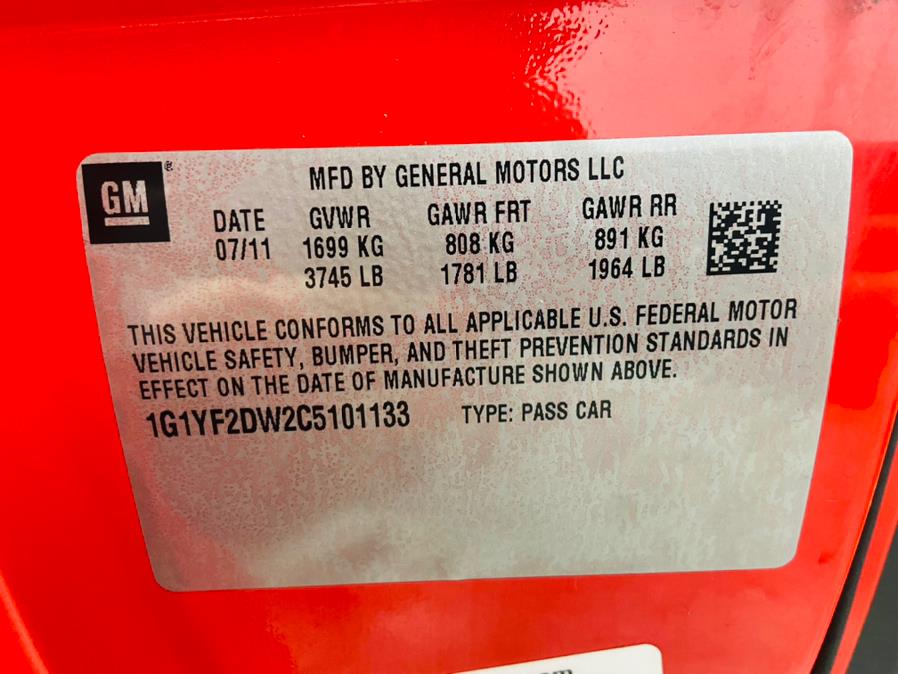 GM®
MFD BY GENERAL MOTORS LLC
DATE GVWR GAWR FRT GAWR RR
07/11 1699 KG 808 KG 891 KG
3745 LB 1781 LB 1964 LB
THIS VEHICLE CONFORMS TO ALL APPLICABLE U.S. FEDERAL MOTOR
VEHICLE SAFETY, BUMPER, AND THEFT PREVENTION STANDARDS IN
EFFECT ON THE DATE OF MANUFACTURE SHOWN ABOVE.
1G1YF2DW2C5101133 TYPE: PASS CAR